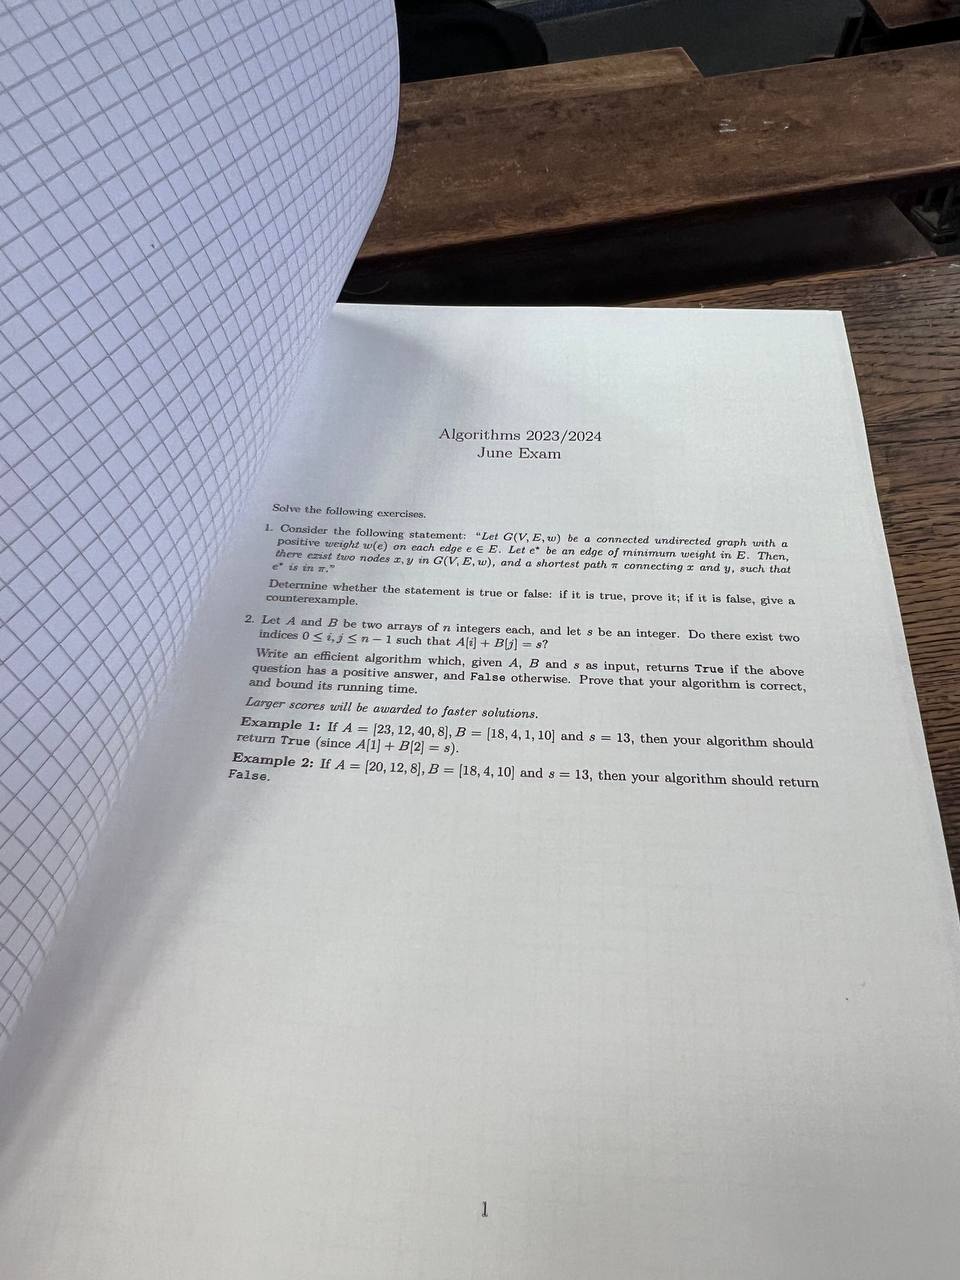 Algorithms 2023/2024
June Exam
Solve the following exercises.
1. Consider the following statement: “Let G(V, E, w) be a connected undirected graph with a
positive weight w(e) on each edge e ∈ E. Let e* be an edge of minimum weight in E. Then,
there exist two nodes x, y in G(V, E, w), and a shortest path π connecting x and y, such that
e* is in π.”
Determine whether the statement is true or false: if it is true, prove it; if it is false, give a
counterexample.
2. Let A and B be two arrays of n integers each, and let s be an integer. Do there exist two
indices 0 ≤ i, j ≤ n − 1 such that A[i] + B[j] = s?
Write an efficient algorithm which, given A, B and s as input, returns True if the above
question has a positive answer, and False otherwise. Prove that your algorithm is correct,
and bound its running time.
Larger scores will be awarded to faster solutions.
Example 1: If A = [23, 12, 40, 8], B = [18, 4, 1, 10] and s = 13, then your algorithm should
return True (since A[1] + B[2] = s).
Example 2: If A = [20, 12, 8], B = [18, 4, 10] and s = 13, then your algorithm should return
False.
1